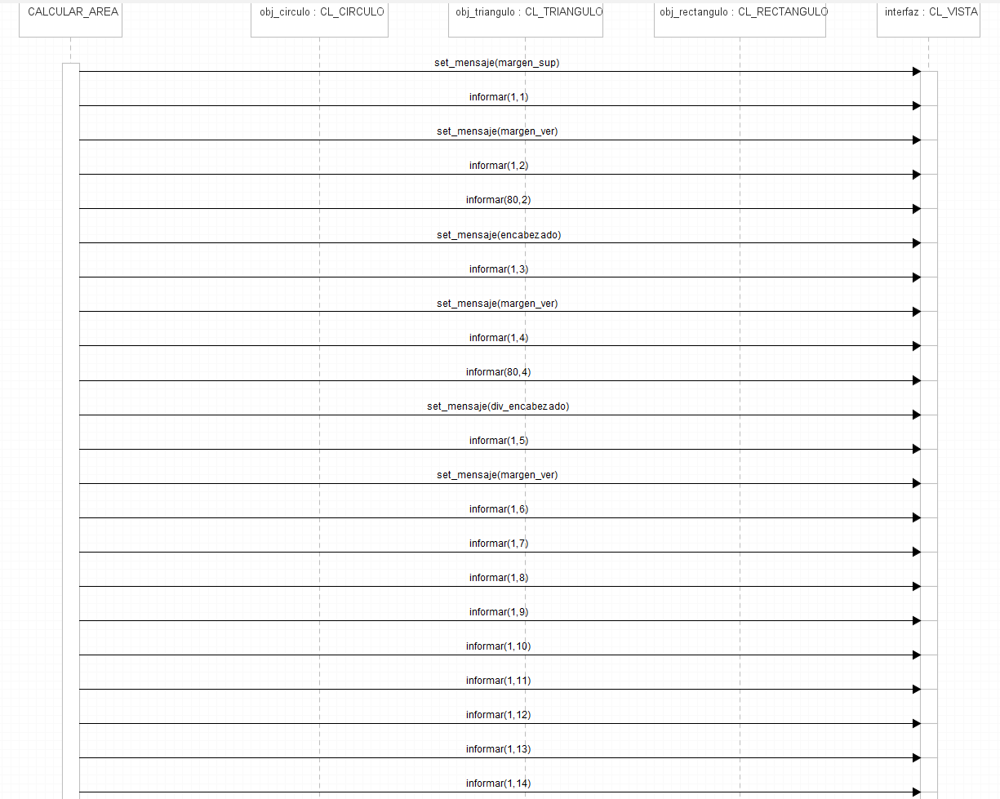 CALCULAR_AREA
obj_circulo : CL_CIRCULO
obj_triangulo : CL_TRIANGULO
obj_rectangulo : CL_RECTANGULO
interfaz : CL_VISTA
set_mensaje(margen_sup)
informar(1,1)
set_mensaje(margen_ver)
informar(1,2)
informar(80,2)
set_mensaje(encabezado)
informar(1,3)
set_mensaje(margen_ver)
informar(1,4)
informar(80,4)
set_mensaje(div_encabezado)
informar(1,5)
set_mensaje(margen_ver)
informar(1,6)
informar(1,7)
informar(1,8)
informar(1,9)
informar(1,10)
informar(1,11)
informar(1,12)
informar(1,13)
informar(1,14)